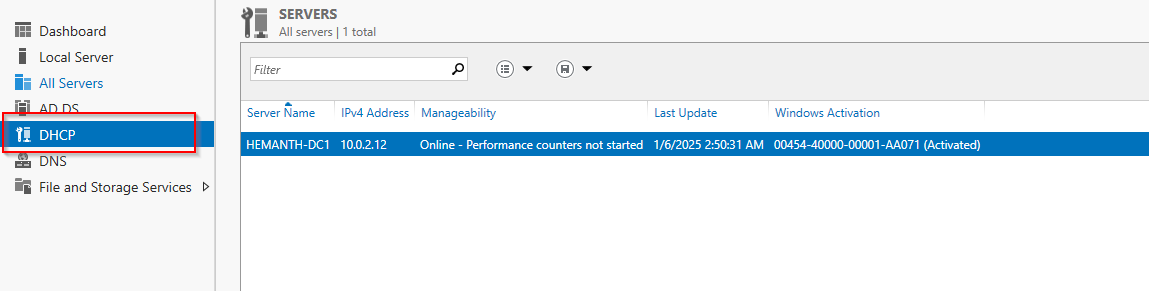 Dashboard
Local Server
All Servers
AD DS
DHCP
DNS
File and Storage Services
SERVERS
All servers | 1 total
Filter
Server Name IPv4 Address Manageability Last Update Windows Activation
HEMANTH-DC1 10.0.2.12 Online - Performance counters not started 1/6/2025 2:50:31 AM 00454-40000-00001-AA071 (Activated)